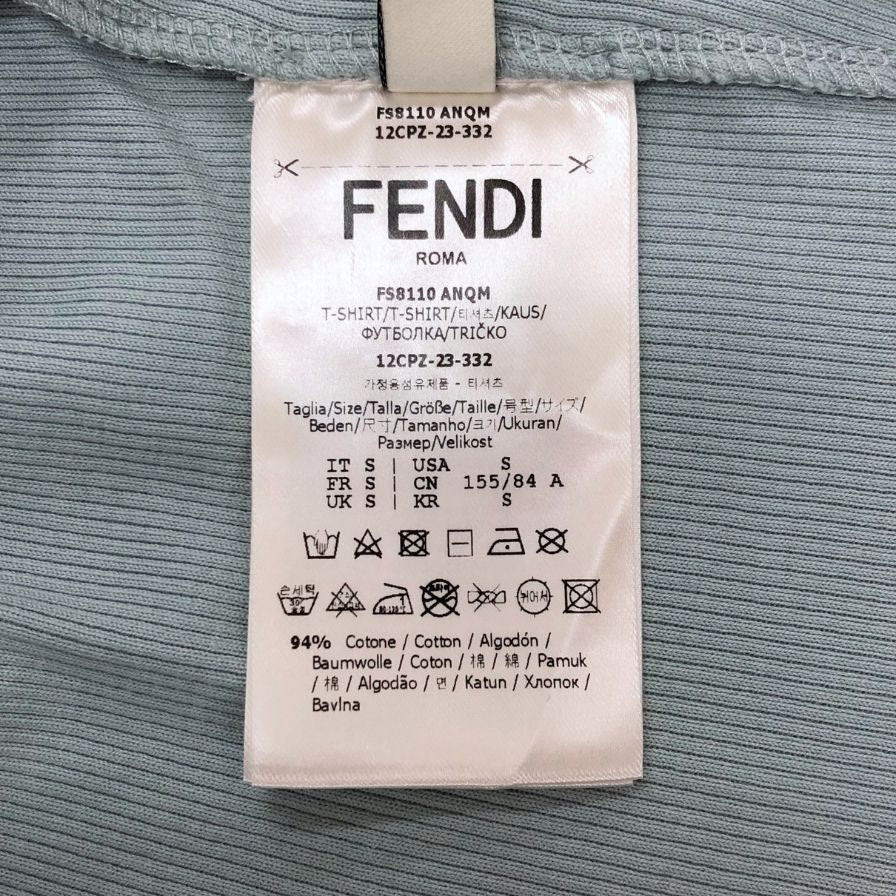 FS8110 ANQM
12CPZ-23-332
FENDI
ROMA
FS8110 ANQM
T-SHIRT/T-SHIRT/티셔츠/KAUS/
ФУТБОЛКА/TRIČKO
12CPZ-23-332
가정용섬유제품 - 티셔츠
Taglia/Size/Talla/Größe/Taille/号型/サイズ/
Beden/尺寸/Tamanho/크기/Ukuran/
Размер/Velikost
IT S | USA S
FR S | CN 155/84 A
UK S | KR S
손세탁
94% Cotone / Cotton / Algodón /
Baumwolle / Coton / 棉 / 綿 / Pamuk
/ 棉 / Algodão / 면 / Katun / Хлопок /
Bavlna